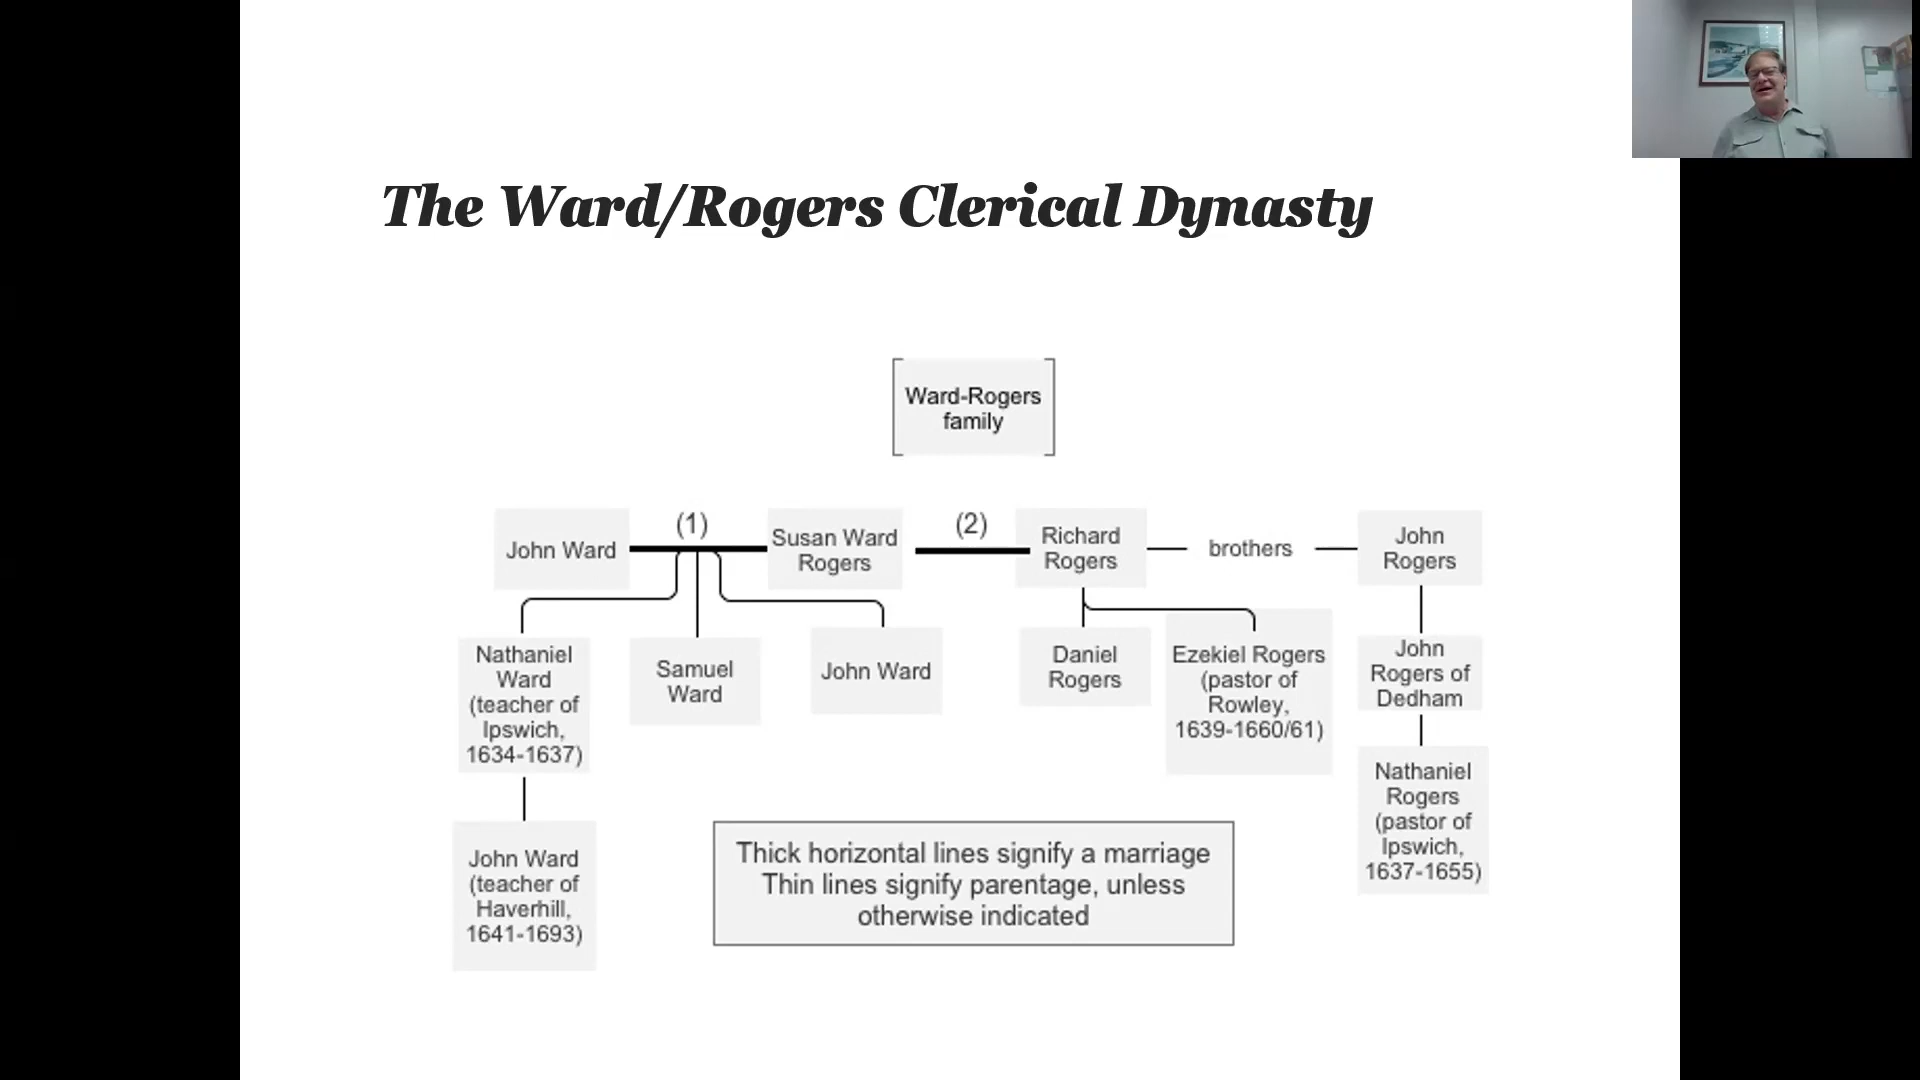 The Ward/Rogers Clerical Dynasty
Ward-Rogers
family
John Ward
(1)
Susan Ward
Rogers
(2)
Richard
Rogers
brothers
John
Rogers
Nathaniel
Ward
(teacher of
Ipswich,
1634-1637)
Samuel
Ward
John Ward
Daniel
Rogers
Ezekiel Rogers
(pastor of
Rowley,
1639-1660/61)
John
Rogers of
Dedham
Nathaniel
Rogers
(pastor of
Ipswich,
1637-1655)
John Ward
(teacher of
Haverhill,
1641-1693)
Thick horizontal lines signify a marriage
Thin lines signify parentage, unless
otherwise indicated